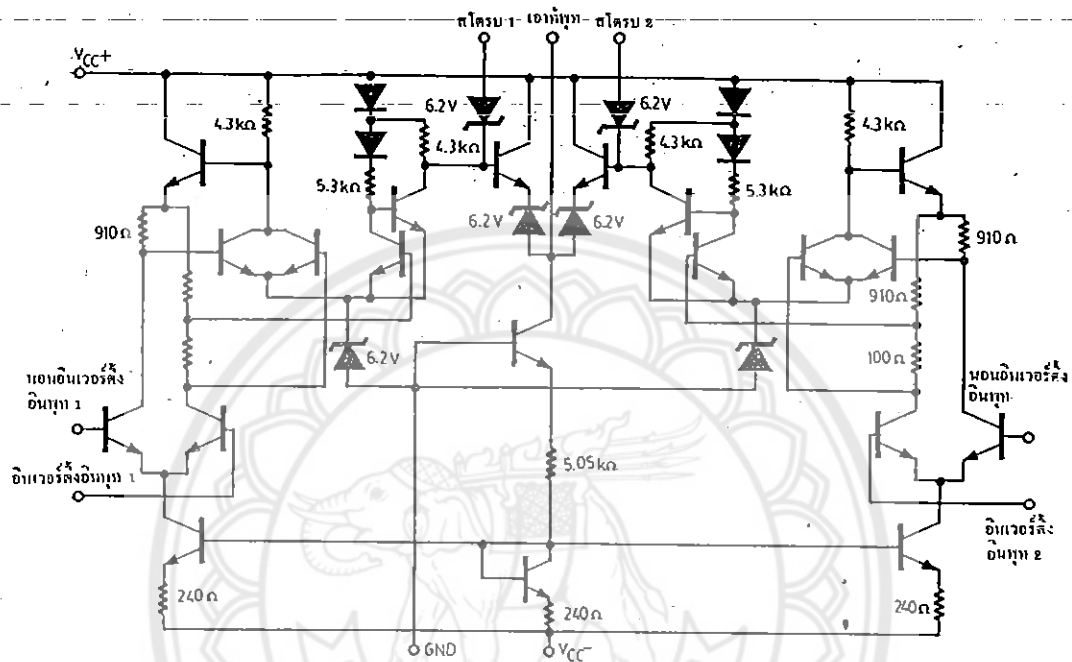 สโตรบ 1 เอาท์พุท สโตรบ 2
VCC+
6.2V 6.2V
4.3kΩ 4.3kΩ 4.3kΩ 4.3kΩ
5.3kΩ 5.3kΩ
6.2V 6.2V
910Ω 910Ω
910Ω
6.2V
100Ω
นอนอินเวอร์ติ้ง
อินพุท 1
นอนอินเวอร์ติ้ง
อินพุท
อินเวอร์ติ้งอินพุท 1
5.05kΩ
อินเวอร์ติ้ง
อินพุท 2
240Ω 240Ω 240Ω
GND VCC-